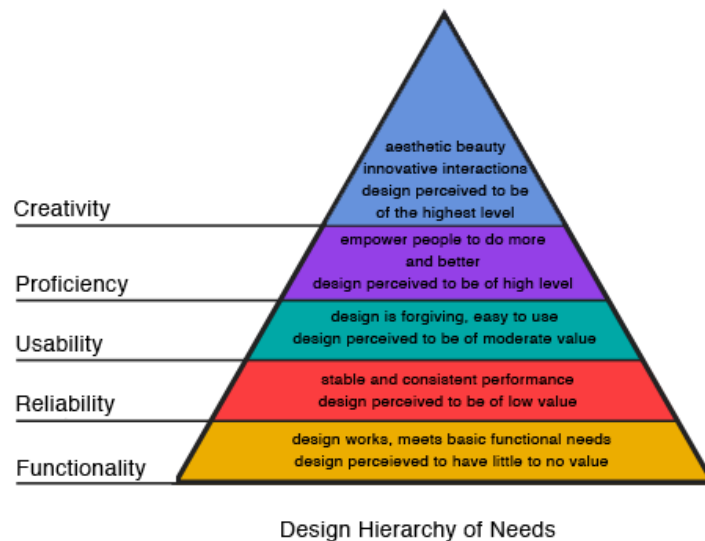 aesthetic beauty
innovative interactions
design perceived to be
of the highest level
Creativity
empower people to do more
and better
design perceived to be of high level
Proficiency
design is forgiving, easy to use
design perceived to be of moderate value
Usability
stable and consistent performance
design perceived to be of low value
Reliability
design works, meets basic functional needs
design perceieved to have little to no value
Functionality
Design Hierarchy of Needs